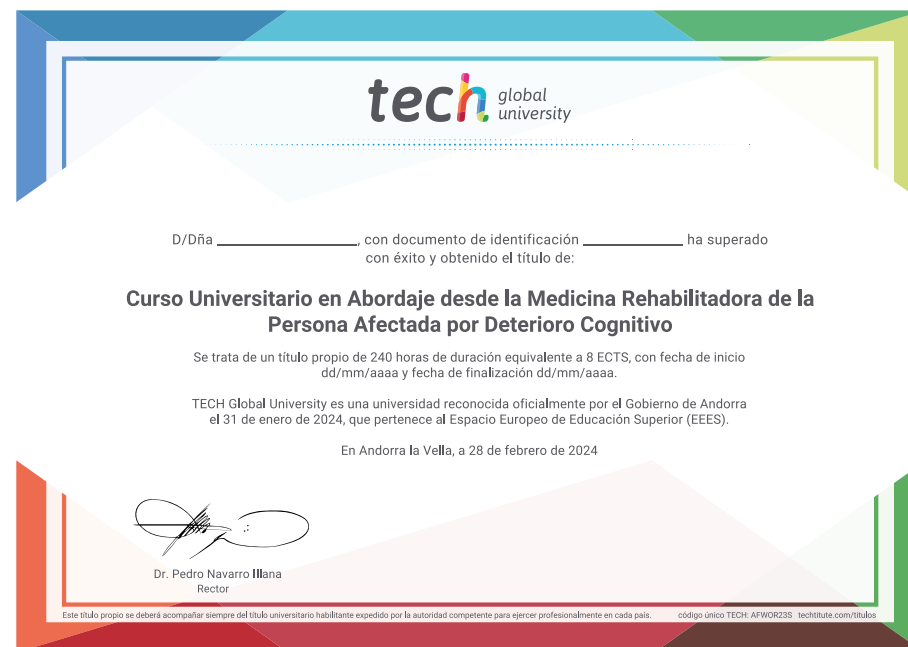 tech global
university
D/Dña ______________, con documento de identificación __________ ha superado
con éxito y obtenido el título de:
Curso Universitario en Abordaje desde la Medicina Rehabilitadora de la
Persona Afectada por Deterioro Cognitivo
Se trata de un título propio de 240 horas de duración equivalente a 8 ECTS, con fecha de inicio
dd/mm/aaaa y fecha de finalización dd/mm/aaaa.
TECH Global University es una universidad reconocida oficialmente por el Gobierno de Andorra
el 31 de enero de 2024, que pertenece al Espacio Europeo de Educación Superior (EEES).
En Andorra la Vella, a 28 de febrero de 2024
Dr. Pedro Navarro Illana
Rector
Este título propio se deberá acompañar siempre del título universitario habilitante expedido por la autoridad competente para ejercer profesionalmente en cada país. código único TECH: AFWOR23S techtitute.com/titulos